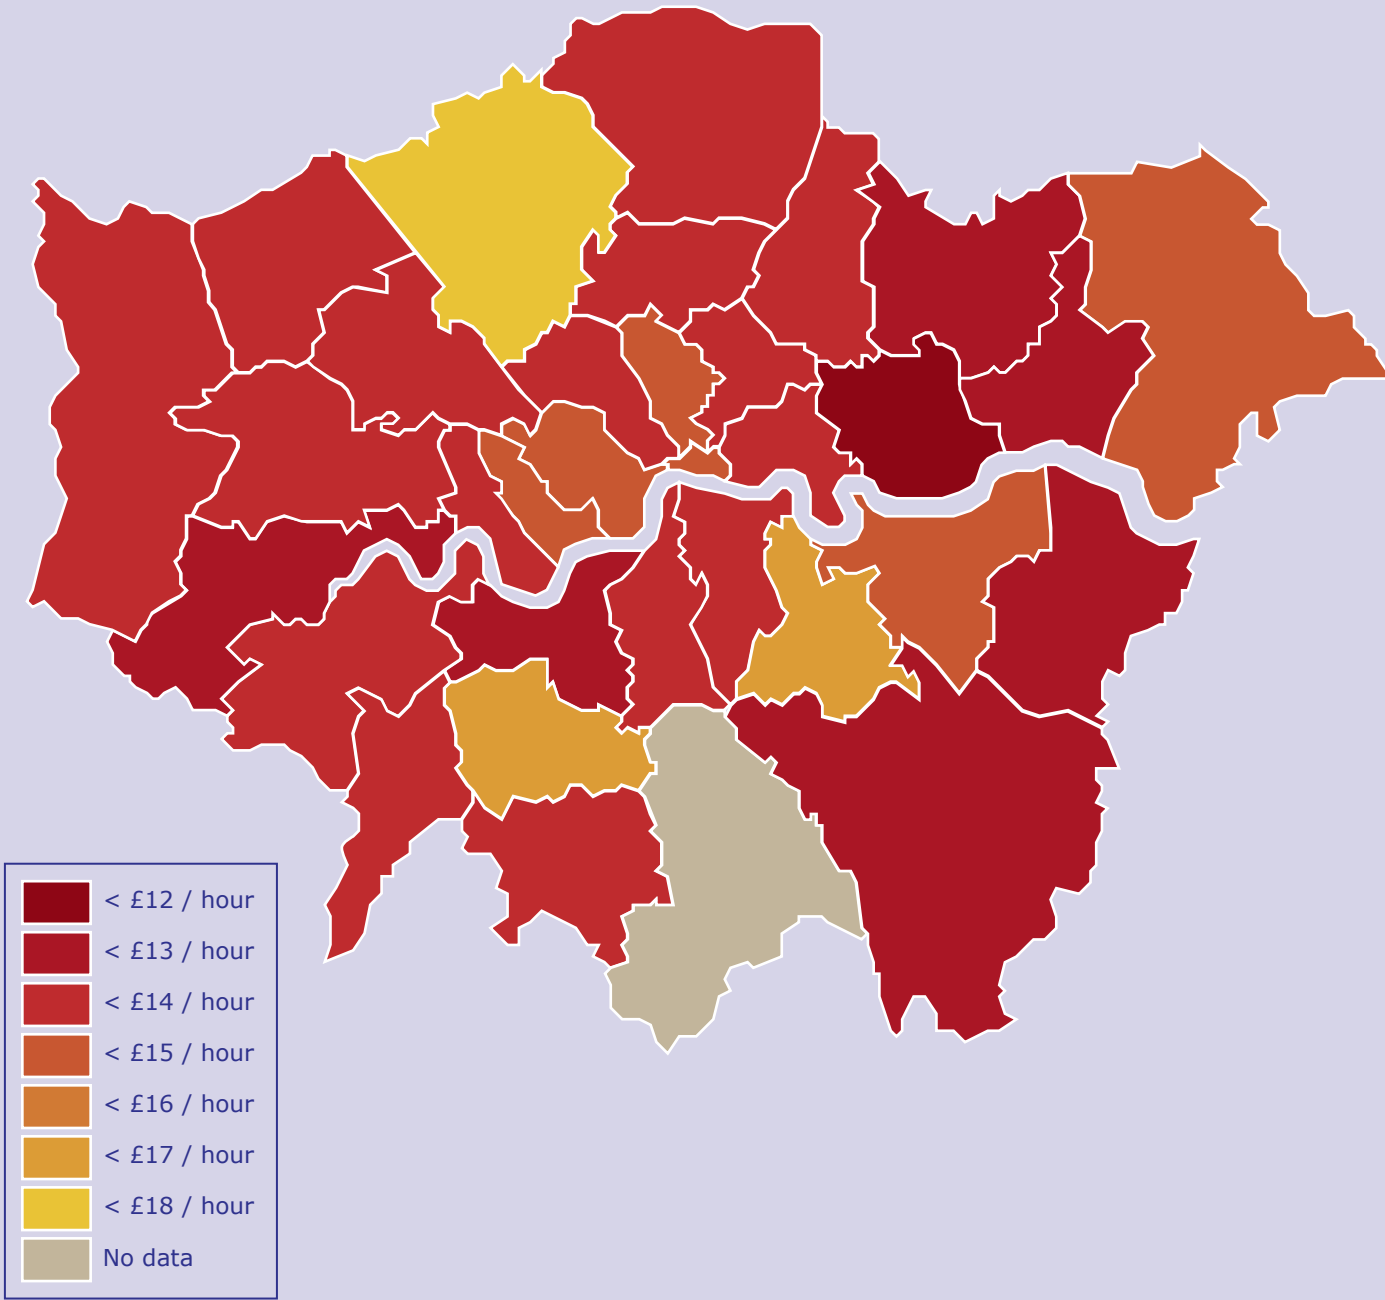 < £12 / hour
< £13 / hour
< £14 / hour
< £15 / hour
< £16 / hour
< £17 / hour
< £18 / hour
No data